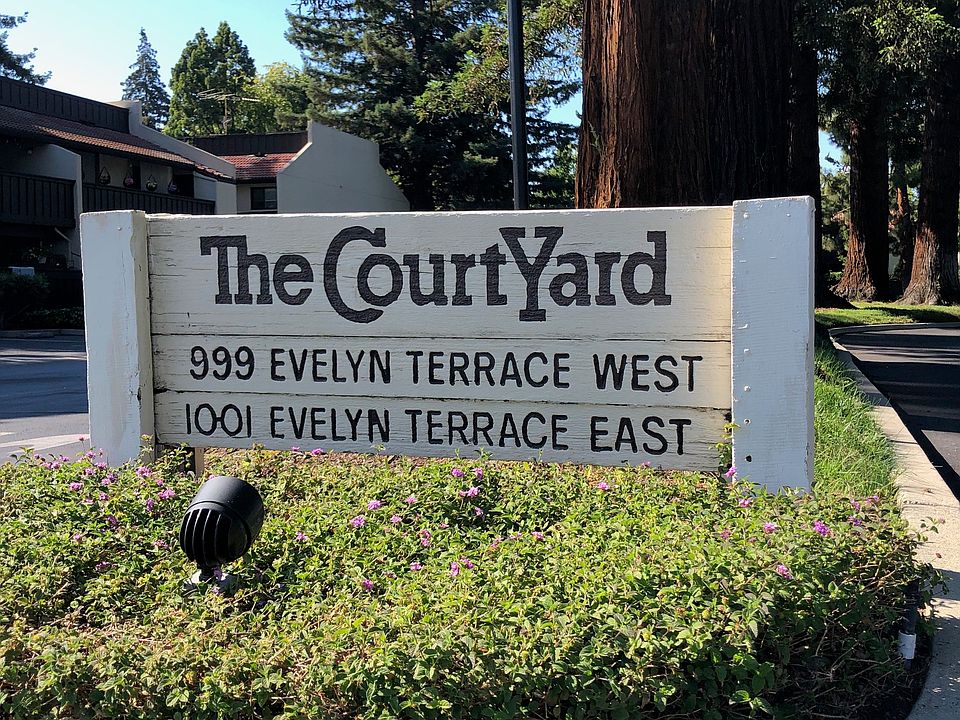 The CourtYard
999 EVELYN TERRACE WEST
1001 EVELYN TERRACE EAST